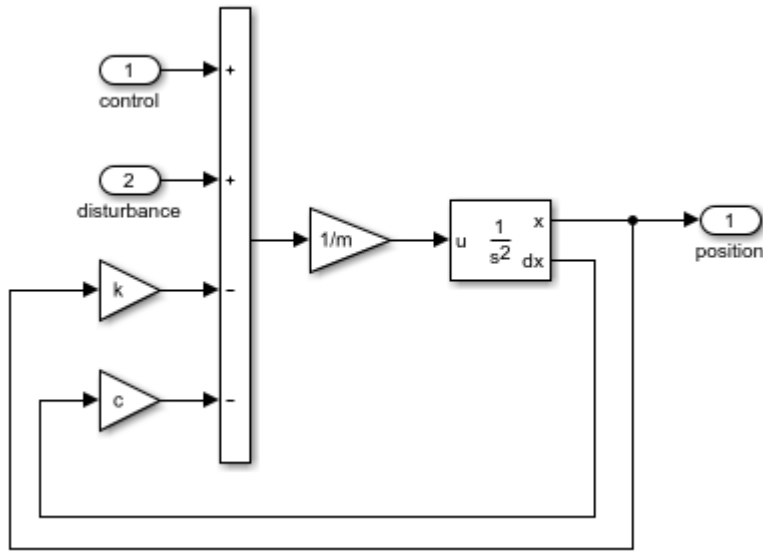 1
+
control
2
+
disturbance
1/m
u
1
s2
x
dx
1
position
k
−
c
−